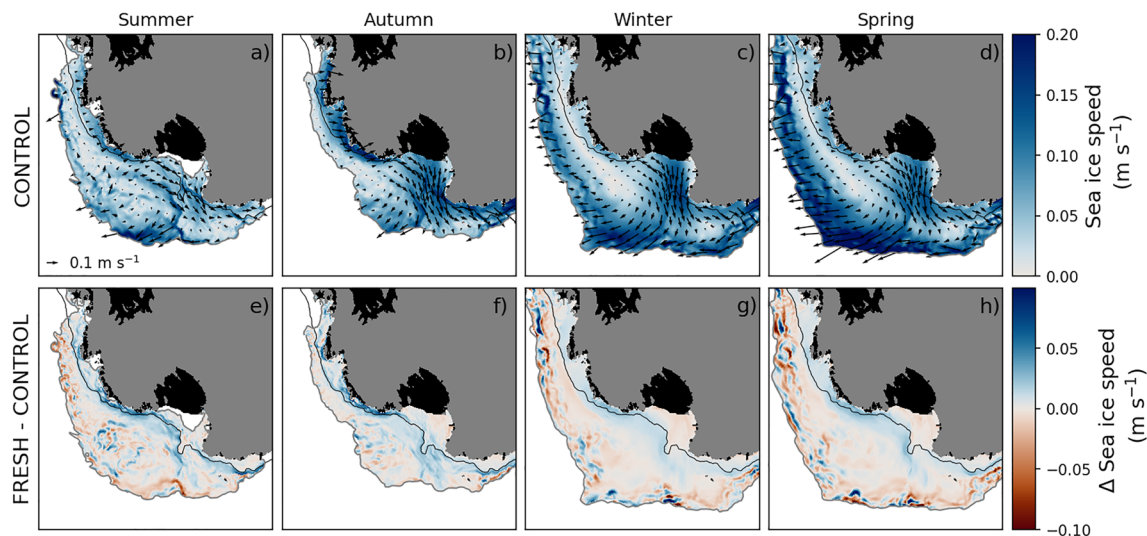 Summer Autumn Winter Spring
a) b) c) d)
CONTROL
0.1 m s⁻¹
0.20
0.15
0.10
0.05
0.00
Sea ice speed
(m s⁻¹)
e) f) g) h)
FRESH - CONTROL
0.05
0.00
−0.05
−0.10
Δ Sea ice speed
(m s⁻¹)